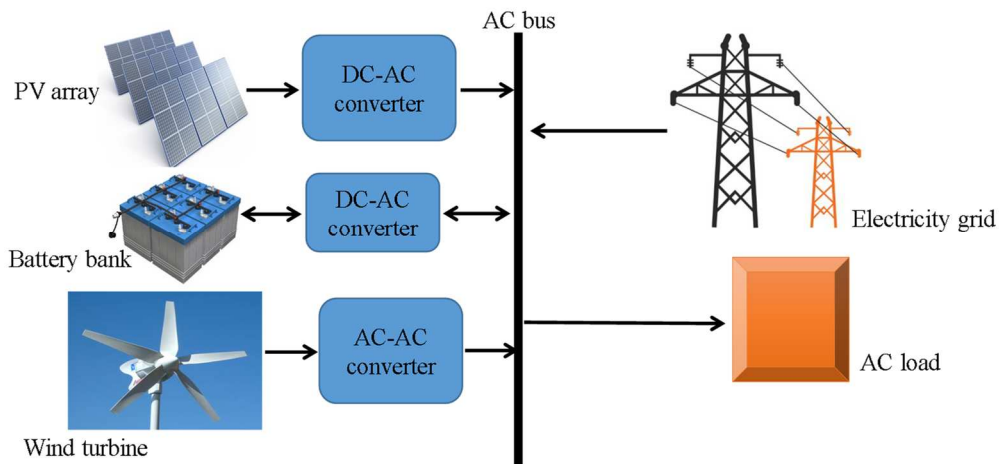 AC bus
PV array
DC-AC
converter
Battery bank
DC-AC
converter
Wind turbine
AC-AC
converter
Electricity grid
AC load